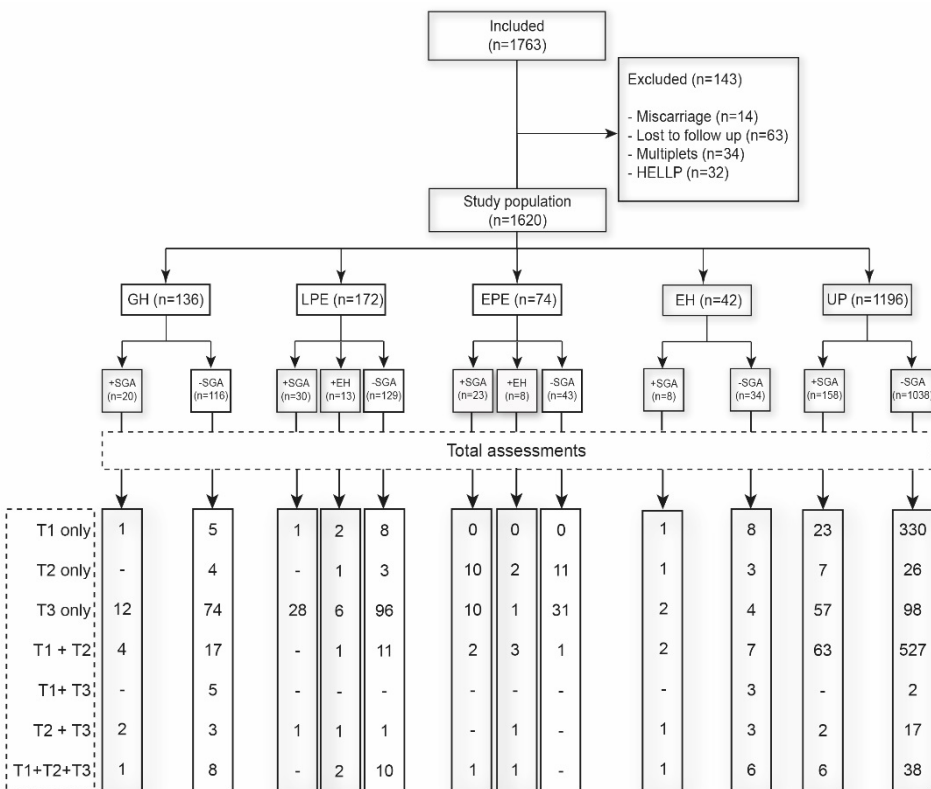 Included
(n=1763)
Excluded (n=143)
- Miscarriage (n=14)
- Lost to follow up (n=63)
- Multiplets (n=34)
- HELLP (n=32)
Study population
(n=1620)
GH (n=136) LPE (n=172) EPE (n=74) EH (n=42) UP (n=1196)
+SGA -SGA +SGA +EH -SGA +SGA +EH -SGA +SGA -SGA +SGA -SGA
(n=20) (n=116) (n=30) (n=13) (n=129) (n=23) (n=8) (n=43) (n=8) (n=34) (n=158) (n=1038)
Total assessments
T1 only 1 5 1 2 8 0 0 0 1 8 23 330
T2 only - 4 - 1 3 10 2 11 1 3 7 26
T3 only 12 74 28 6 96 10 1 31 2 4 57 98
T1 + T2 4 17 - 1 11 2 3 1 2 7 63 527
T1+ T3 - 5 - - - - - - - 3 - 2
T2 + T3 2 3 1 1 1 - 1 - 1 3 2 17
T1+T2+T3 1 8 - 2 10 1 1 - 1 6 6 38